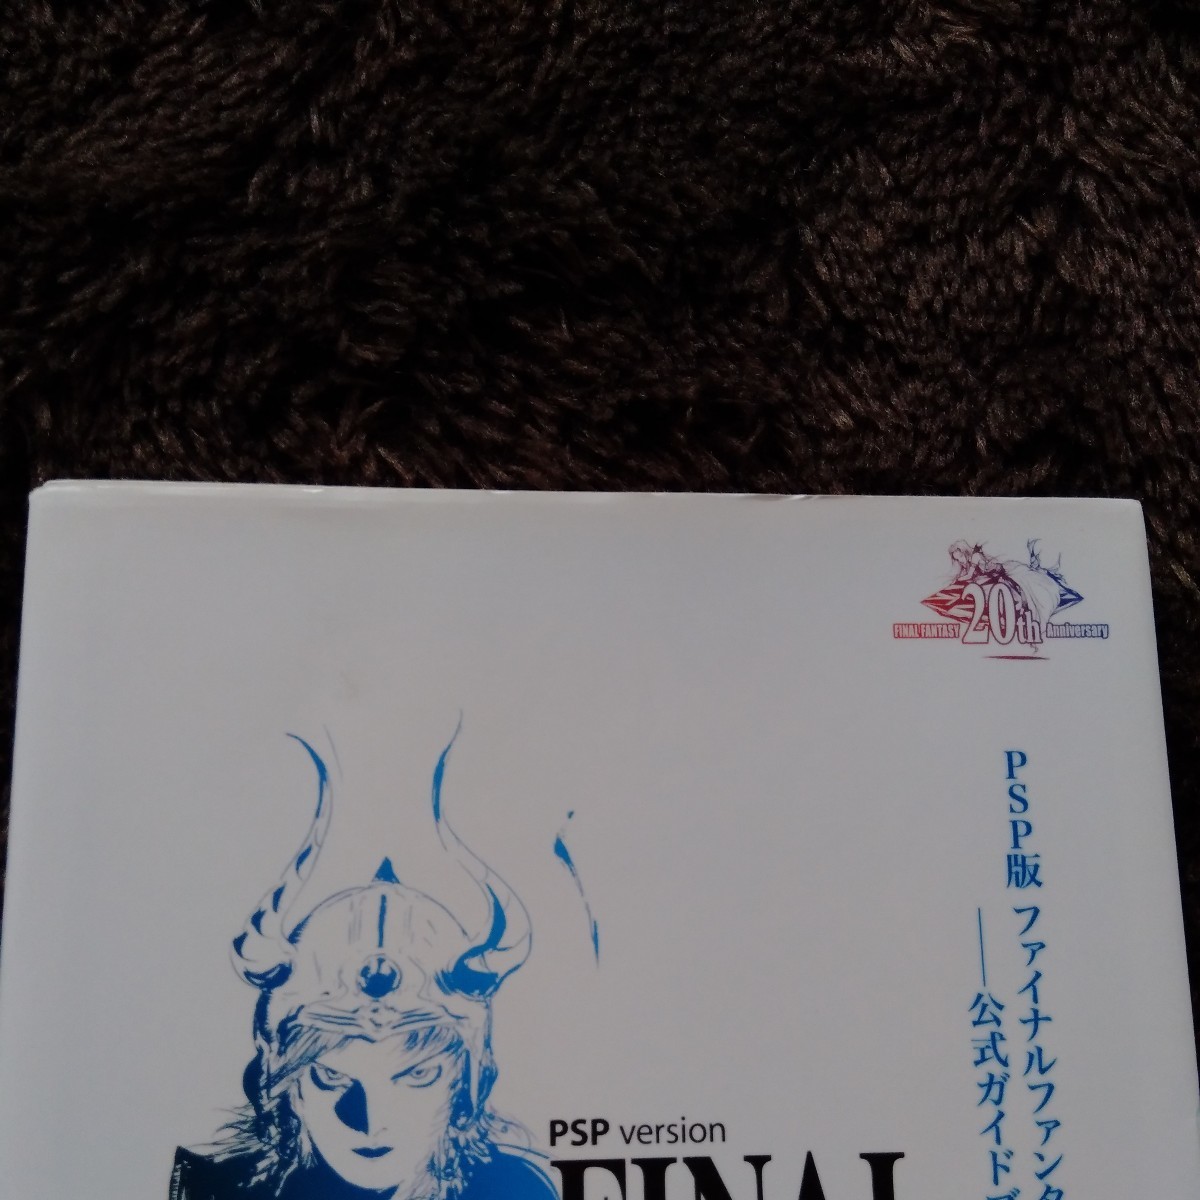 FINAL FANTASY 20th Anniversary
PSP版 ファイナルファンタ
──公式ガイドブ
PSP version
FINAL